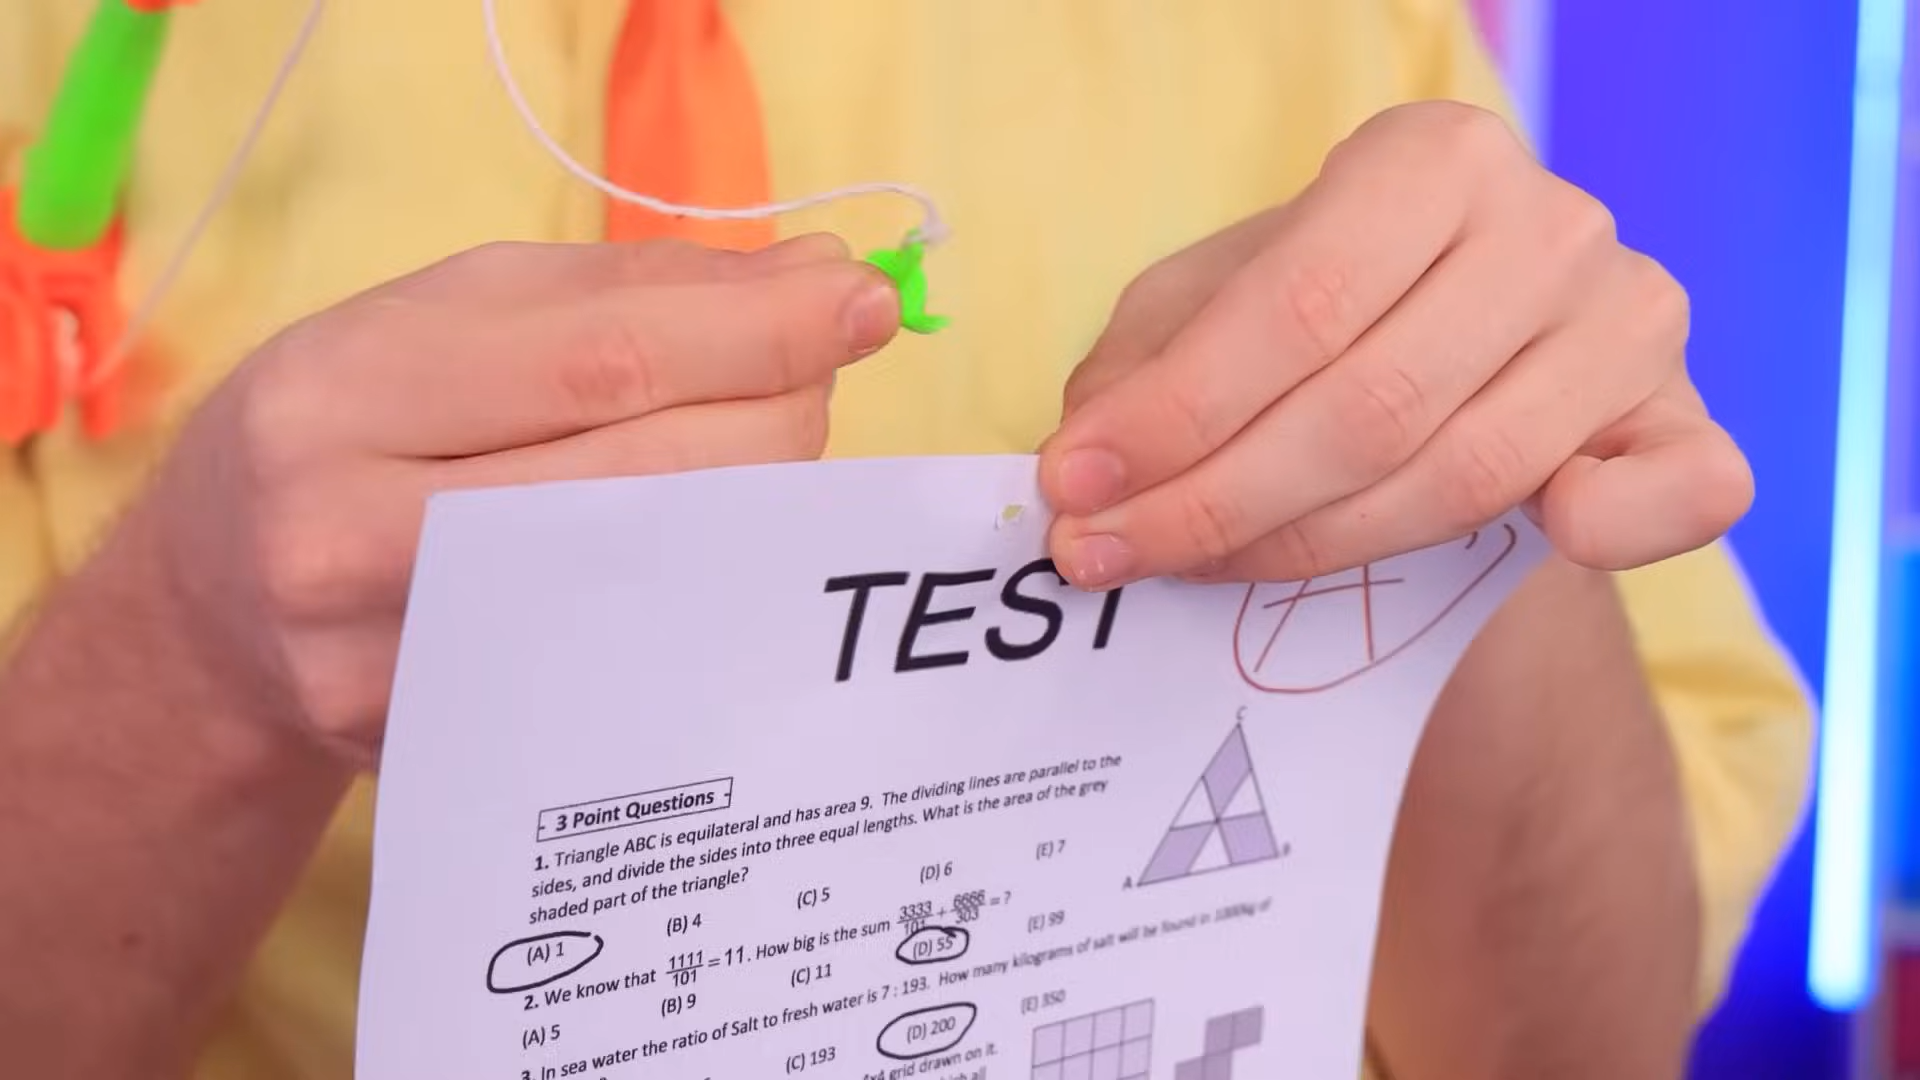 TEST
A
3 Point Questions
1. Triangle ABC is equilateral and has area 9. The dividing lines are parallel to the
sides, and divide the sides into three equal lengths. What is the area of the grey
shaded part of the triangle?
(A) 1 (B) 4 (C) 5 (D) 6 (E) 7
C
A B
2. We know that 1111/101 = 11. How big is the sum 3333/101 + 6666/303 = ?
(A) 5 (B) 9 (C) 11 (D) 55 (E) 99
3. In sea water the ratio of Salt to fresh water is 7 : 193. How many kilograms of salt will be found in 1000kg of
(C) 193 (D) 200 (E) 350
4x4 grid drawn on it.
all